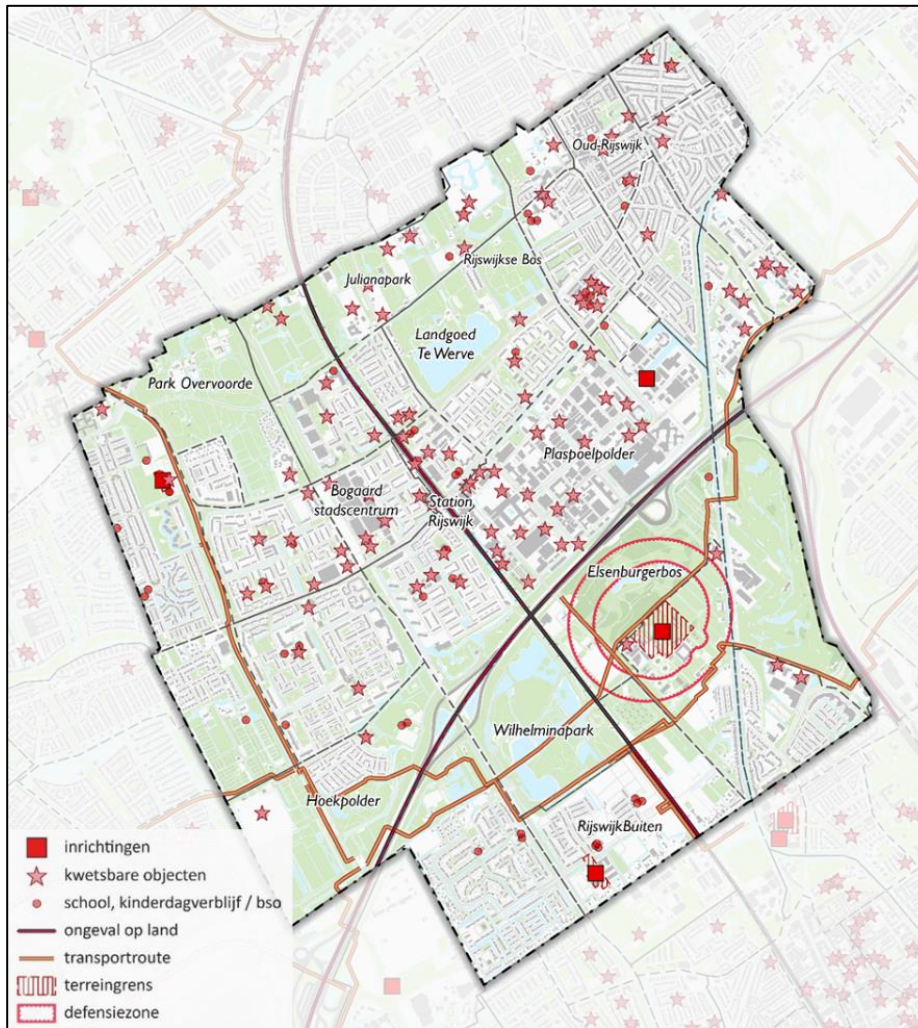 Oud-Rijswijk
Rijswijkse Bos
Julianapark
Landgoed
Te Werve
Park Overvoorde
Plaspoelpolder
Bogaard
stadscentrum
Station
Rijswijk
Elsenburgerbos
Wilhelminapark
Hoekpolder
RijswijkBuiten
inrichtingen
kwetsbare objecten
school, kinderdagverblijf / bso
ongeval op land
transportroute
terreingrens
defensiezone